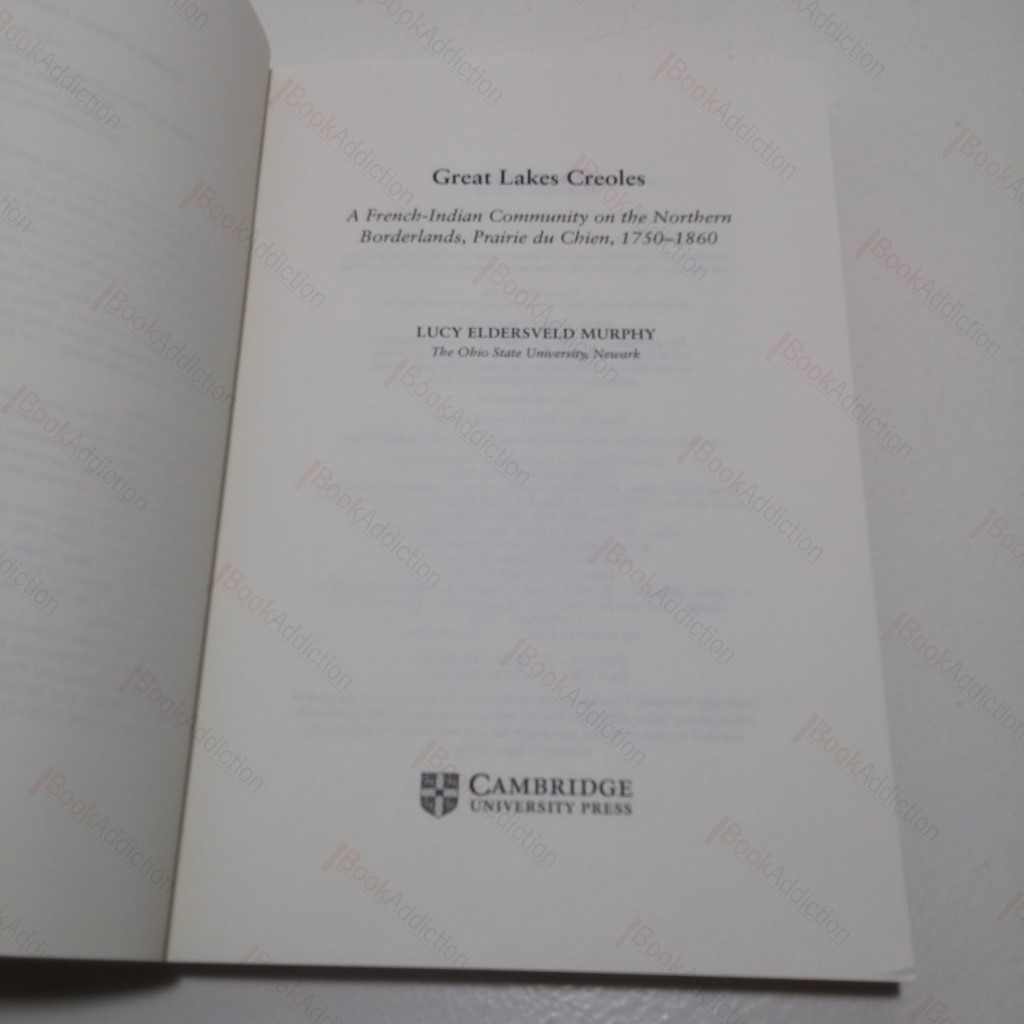 Great Lakes Creoles
A French-Indian Community on the Northern
Borderlands, Prairie du Chien, 1750–1860
LUCY ELDERSVELD MURPHY
The Ohio State University, Newark
CAMBRIDGE
UNIVERSITY PRESS
BookAddiction